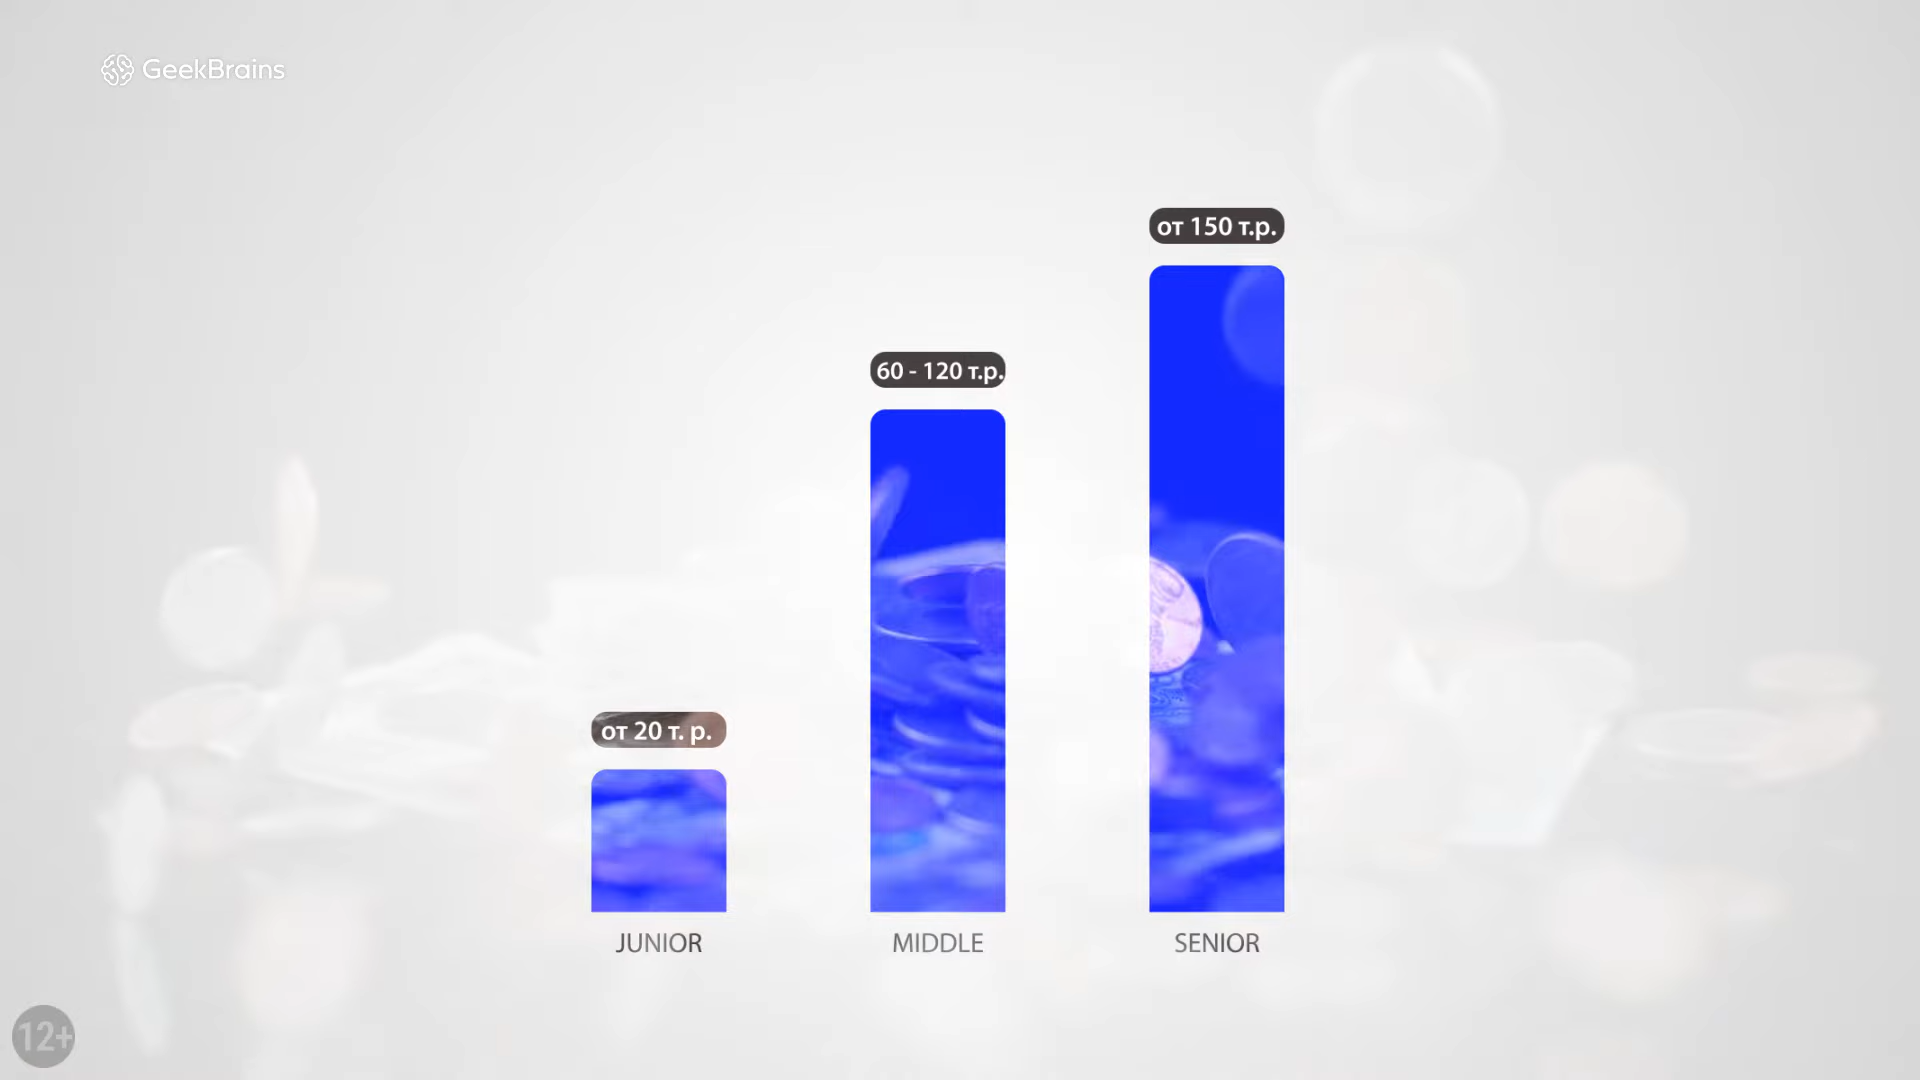 GeekBrains
от 150 т.р.
60 - 120 т.р.
от 20 т. р.
JUNIOR
MIDDLE
SENIOR
12+